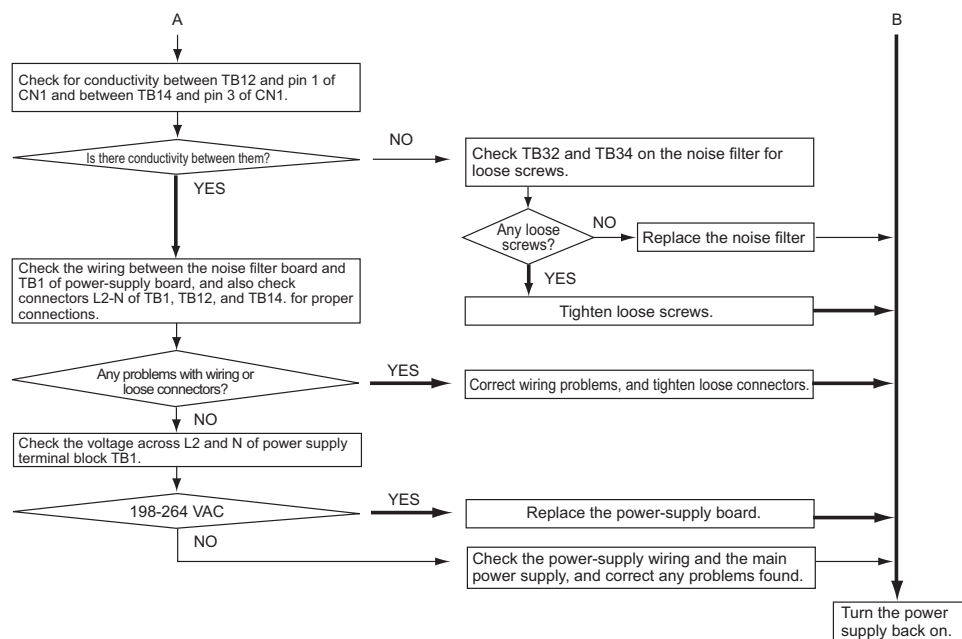 A
B
Check for conductivity between TB12 and pin 1 of
CN1 and between TB14 and pin 3 of CN1.
Is there conductivity between them?
NO
Check TB32 and TB34 on the noise filter for
loose screws.
YES
Any loose
screws?
NO
Replace the noise filter
YES
Tighten loose screws.
Check the wiring between the noise filter board and
TB1 of power-supply board, and also check
connectors L2-N of TB1, TB12, and TB14. for proper
connections.
Any problems with wiring or
loose connectors?
YES
Correct wiring problems, and tighten loose connectors.
NO
Check the voltage across L2 and N of power supply
terminal block TB1.
198-264 VAC
YES
Replace the power-supply board.
NO
Check the power-supply wiring and the main
power supply, and correct any problems found.
Turn the power
supply back on.